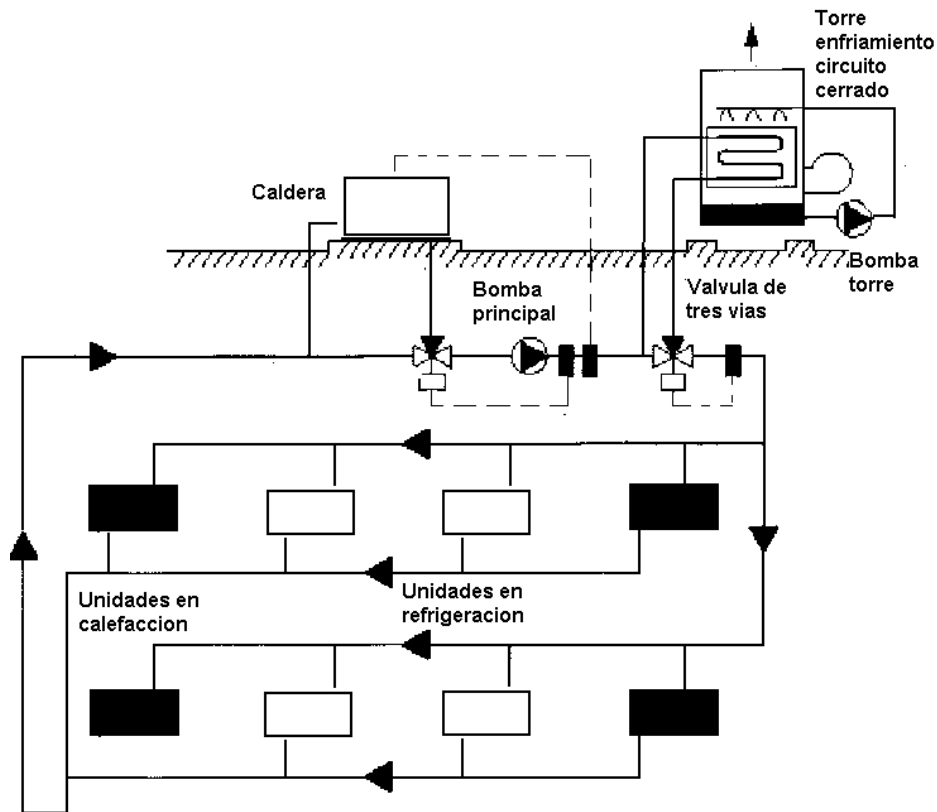 Torre
enfriamiento
circuito
cerrado
Caldera
Bomba
torre
Bomba
principal
Valvula de
tres vias
Unidades en
calefaccion
Unidades en
refrigeracion